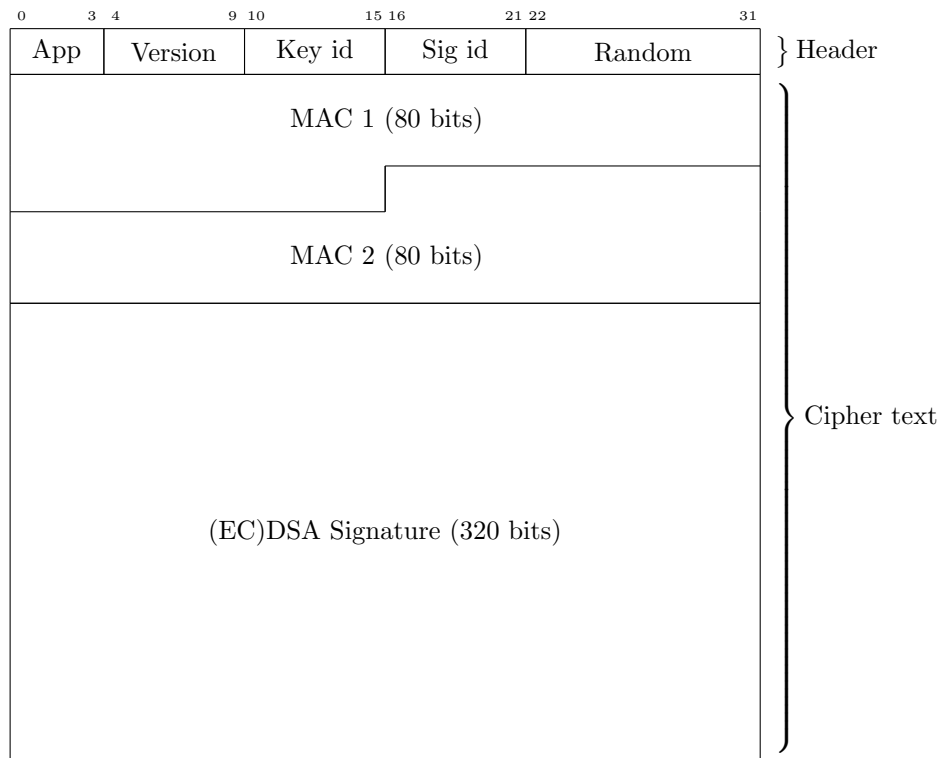 0 3 4 9 10 15 16 21 22 31
App Version Key id Sig id Random } Header
MAC 1 (80 bits)
MAC 2 (80 bits)
Cipher text
(EC)DSA Signature (320 bits)